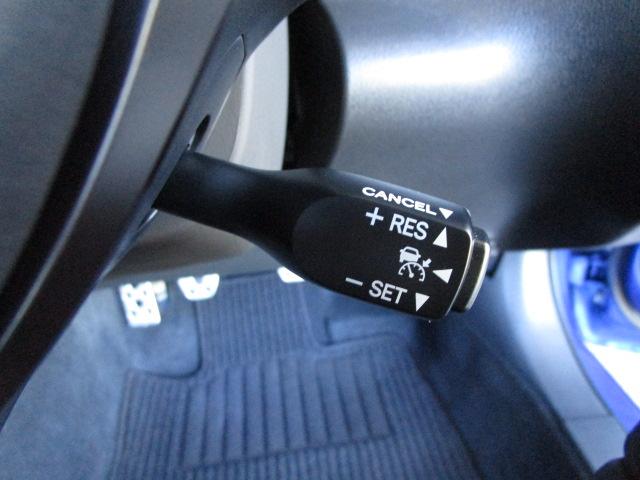 CANCEL▼
+ RES ▲
◀
− SET ▼